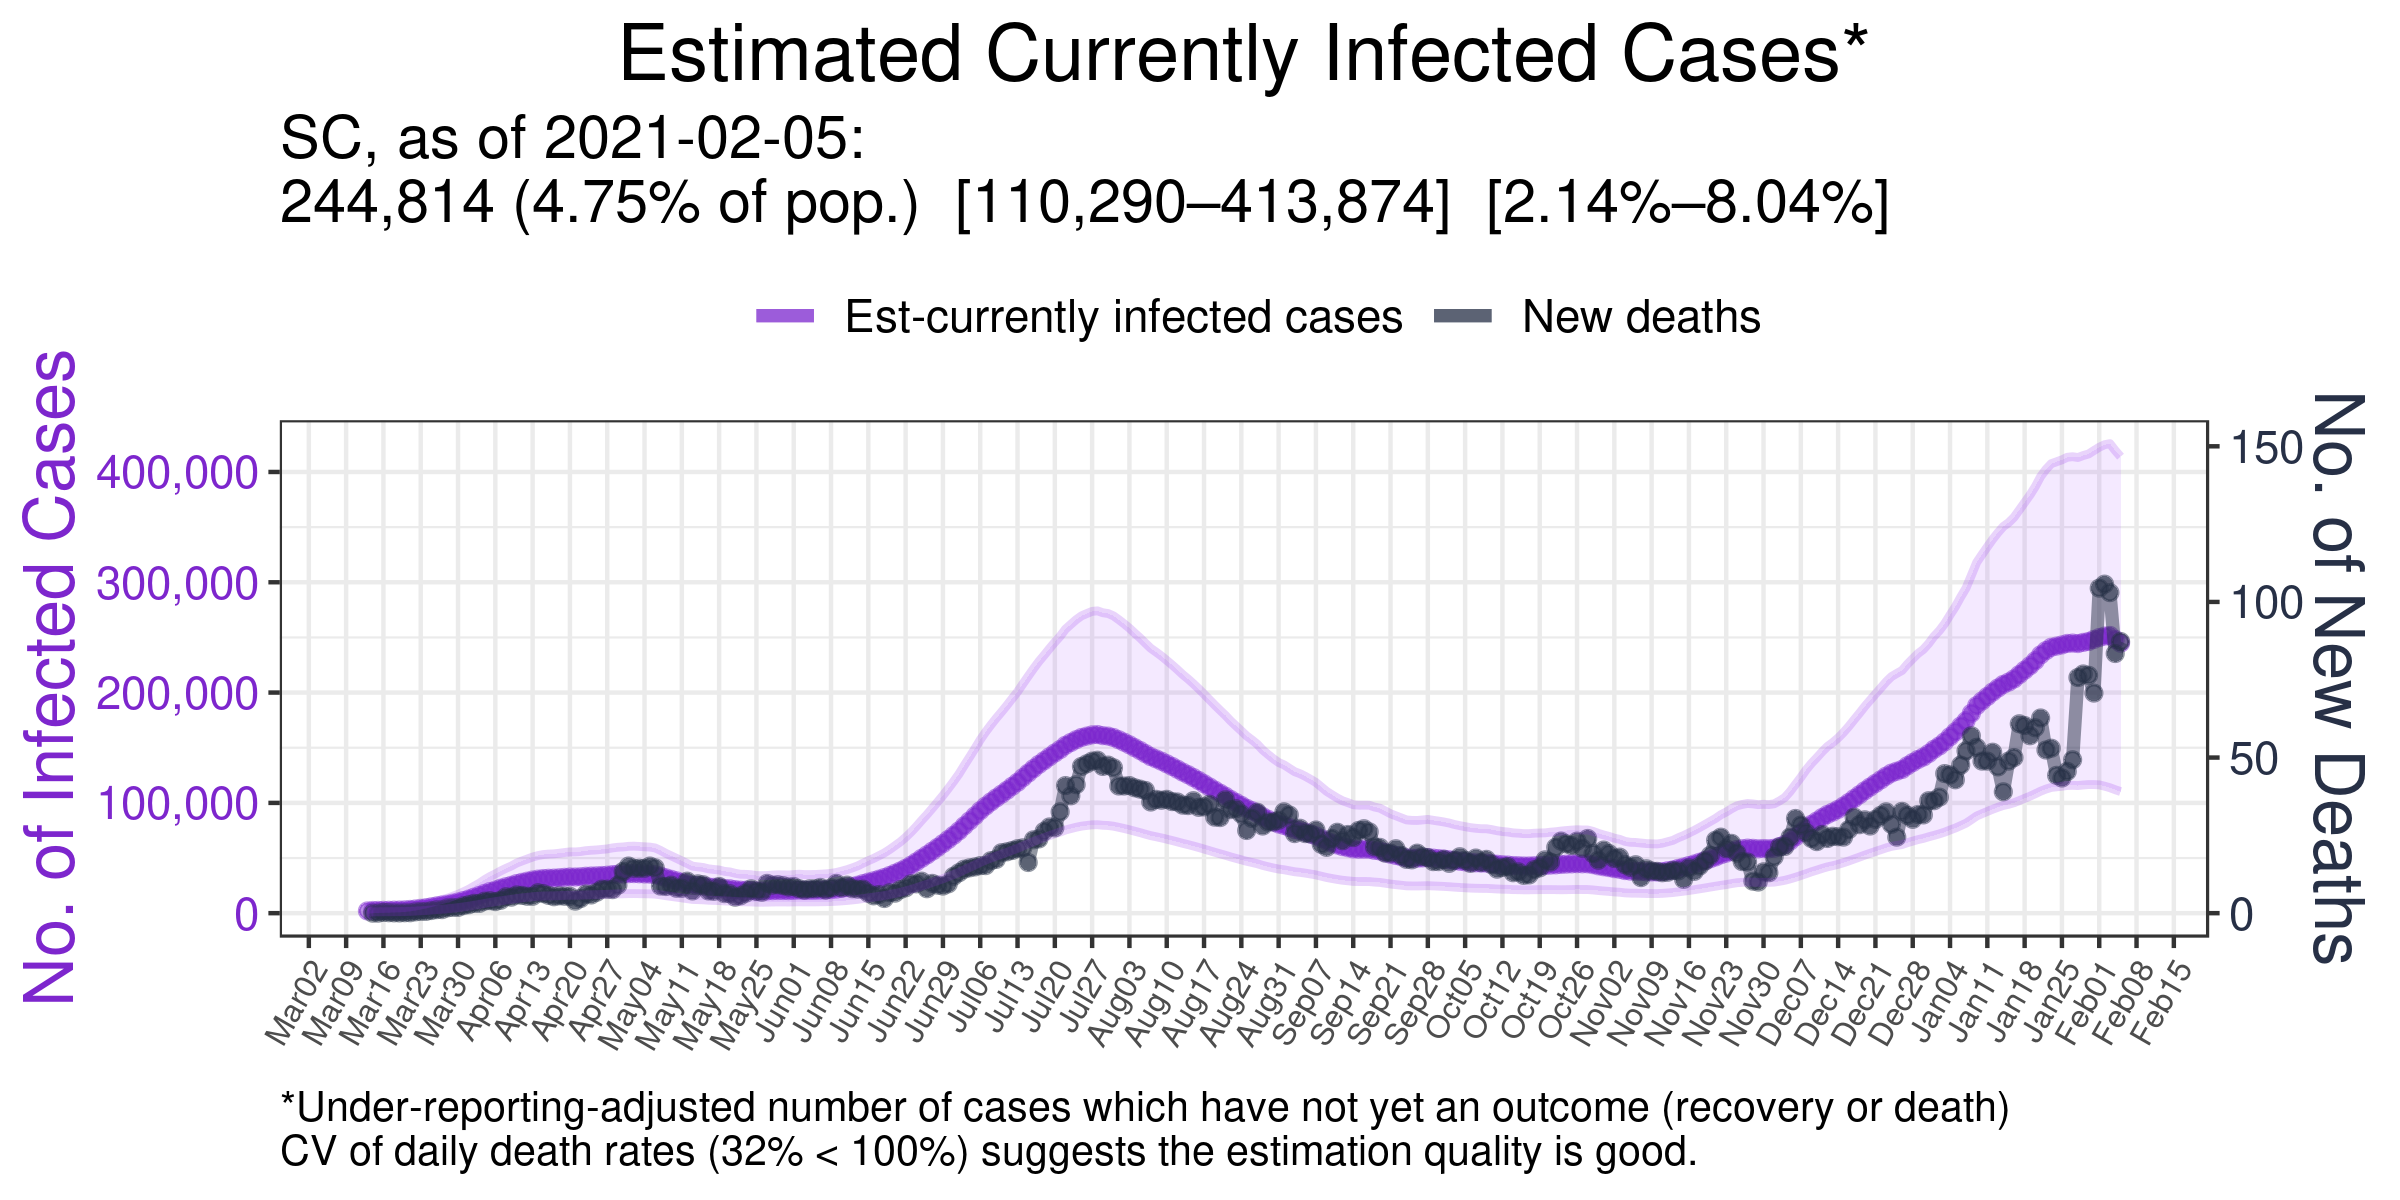 Estimated Currently Infected Cases*
SC, as of 2021-02-05:
244,814 (4.75% of pop.) [110,290–413,874] [2.14%–8.04%]
Est-currently infected cases
New deaths
No. of Infected Cases
400,000
300,000
200,000
100,000
0
150
100
50
0
No. of New Deaths
Mar02
Mar09
Mar16
Mar23
Mar30
Apr06
Apr13
Apr20
Apr27
May04
May11
May18
May25
Jun01
Jun08
Jun15
Jun22
Jun29
Jul06
Jul13
Jul20
Jul27
Aug03
Aug10
Aug17
Aug24
Aug31
Sep07
Sep14
Sep21
Sep28
Oct05
Oct12
Oct19
Oct26
Nov02
Nov09
Nov16
Nov23
Nov30
Dec07
Dec14
Dec21
Dec28
Jan04
Jan11
Jan18
Jan25
Feb01
Feb08
Feb15
*Under-reporting-adjusted number of cases which have not yet an outcome (recovery or death)
CV of daily death rates (32% < 100%) suggests the estimation quality is good.